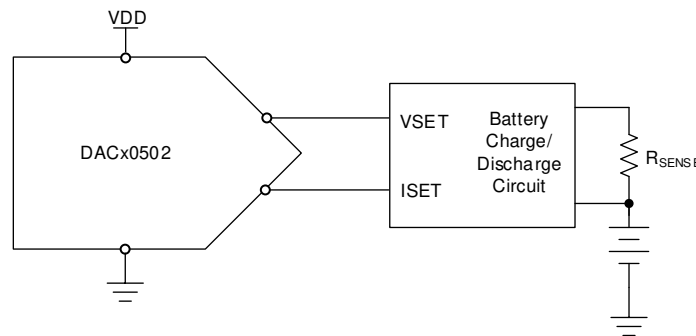 VDD
DACx0502
VSET
ISET
Battery
Charge/
Discharge
Circuit
RSENSE